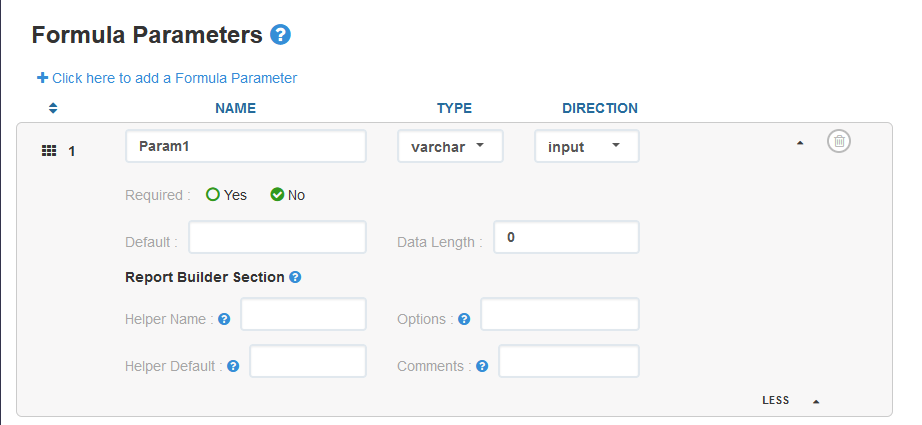 Formula Parameters ?
+ Click here to add a Formula Parameter
NAME TYPE DIRECTION
1 Param1 varchar input
Required : Yes No
Default : Data Length : 0
Report Builder Section ?
Helper Name : ? Options : ?
Helper Default : ? Comments : ?
LESS